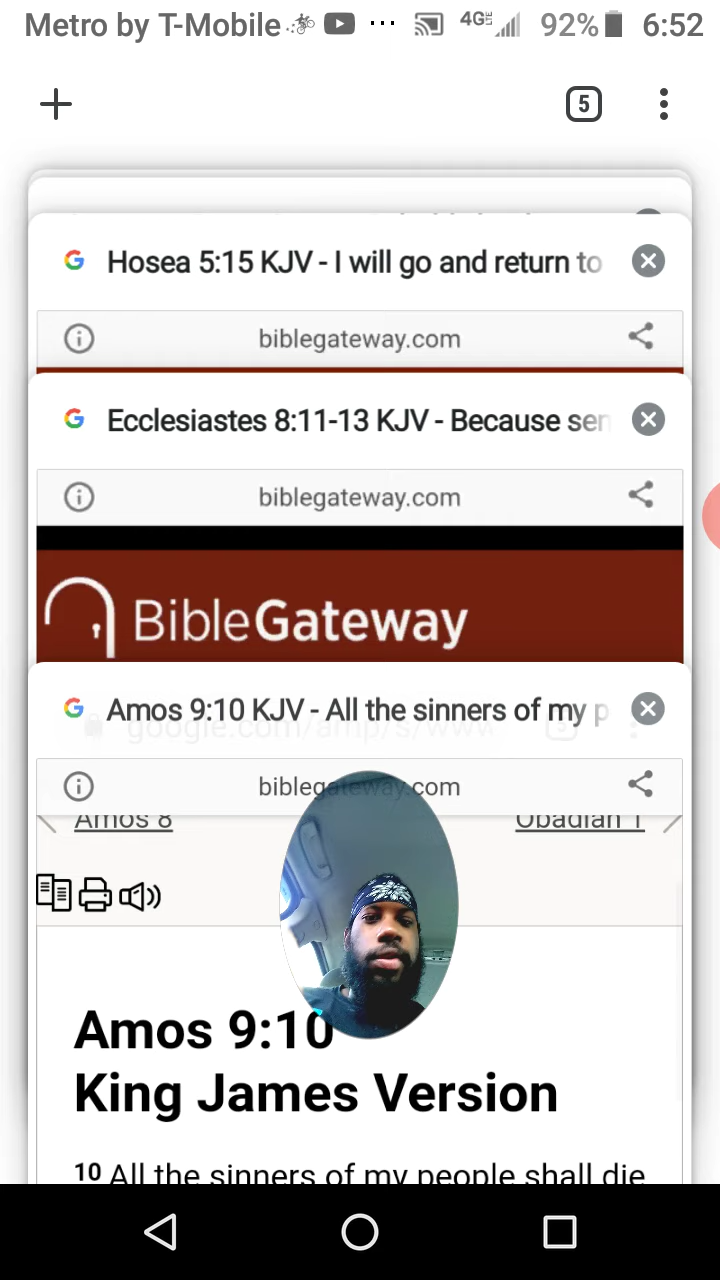 Metro by T-Mobile ... 4G LTE 92% 6:52
5
Hosea 5:15 KJV - I will go and return to
biblegateway.com
Ecclesiastes 8:11-13 KJV - Because sen
biblegateway.com
BibleGateway
Amos 9:10 KJV - All the sinners of my p
google.com/amp/s/www
biblegateway.com
Amos 8 Obadiah 1
Amos 9:10
King James Version
10 All the sinners of my people shall die